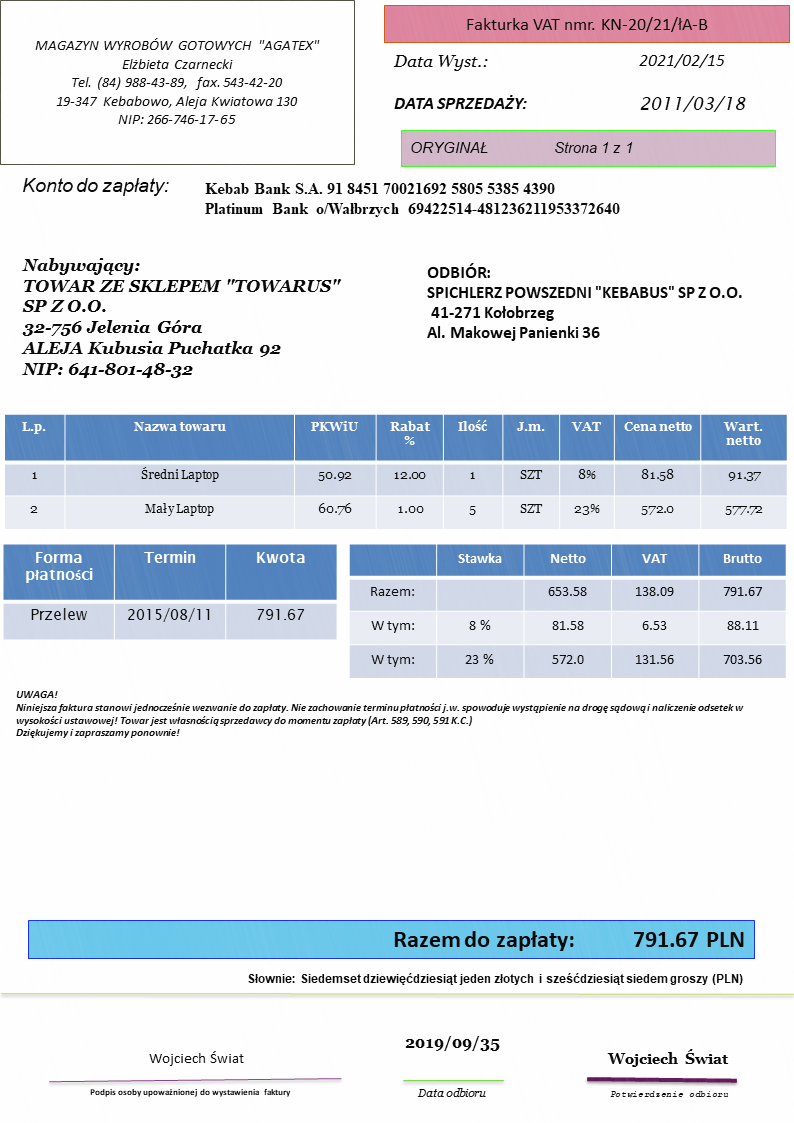 MAGAZYN WYROBÓW GOTOWYCH "AGATEX"
Elżbieta Czarnecki
Tel. (84) 988-43-89, fax. 543-42-20
19-347 Kebabowo, Aleja Kwiatowa 130
NIP: 266-746-17-65
Fakturka VAT nmr. KN-20/21/łA-B
Data Wyst.: 2021/02/15
DATA SPRZEDAŻY: 2011/03/18
ORYGINAŁ Strona 1 z 1
Konto do zapłaty: Kebab Bank S.A. 91 8451 70021692 5805 5385 4390
Platinum Bank o/Wałbrzych 69422514-481236211953372640
Nabywający:
TOWAR ZE SKLEPEM "TOWARUS"
SP Z O.O.
32-756 Jelenia Góra
ALEJA Kubusia Puchatka 92
NIP: 641-801-48-32
ODBIÓR:
SPICHLERZ POWSZEDNI "KEBABUS" SP Z O.O.
41-271 Kołobrzeg
Al. Makowej Panienki 36
L.p. Nazwa towaru PKWiU Rabat % Ilość J.m. VAT Cena netto Wart. netto
1 Średni Laptop 50.92 12.00 1 SZT 8% 81.58 91.37
2 Mały Laptop 60.76 1.00 5 SZT 23% 572.0 577.72
Forma płatności Termin Kwota
Przelew 2015/08/11 791.67
Stawka Netto VAT Brutto
Razem: 653.58 138.09 791.67
W tym: 8 % 81.58 6.53 88.11
W tym: 23 % 572.0 131.56 703.56
UWAGA!
Niniejsza faktura stanowi jednocześnie wezwanie do zapłaty. Nie zachowanie terminu płatności j.w. spowoduje wystąpienie na drogę sądową i naliczenie odsetek w
wysokości ustawowej! Towar jest własnością sprzedawcy do momentu zapłaty (Art. 589, 590, 591 K.C.)
Dziękujemy i zapraszamy ponownie!
Razem do zapłaty: 791.67 PLN
Słownie: Siedemset dziewięćdziesiąt jeden złotych i sześćdziesiąt siedem groszy (PLN)
Wojciech Świat
Podpis osoby upoważnionej do wystawienia faktury
2019/09/35
Data odbioru
Wojciech Świat
Potwierdzenie odbioru